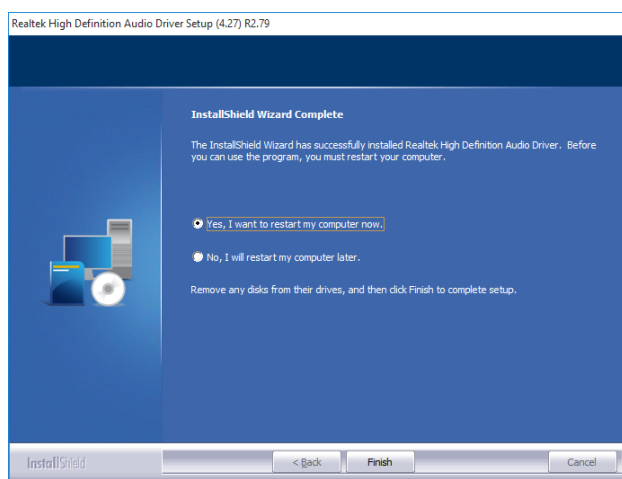 Realtek High Definition Audio Driver Setup (4.27) R2.79
InstallShield Wizard Complete
The InstallShield Wizard has successfully installed Realtek High Definition Audio Driver.  Before
you can use the program, you must restart your computer.
Yes, I want to restart my computer now.
No, I will restart my computer later.
Remove any disks from their drives, and then click Finish to complete setup.
InstallShield
< Back
Finish
Cancel